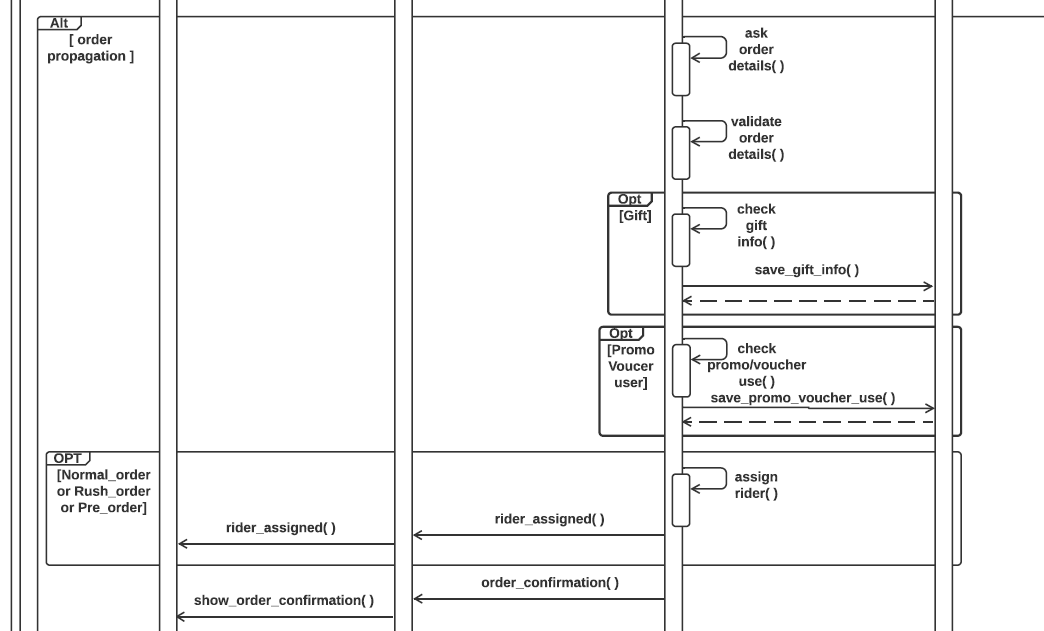 Alt
[ order
propagation ]
ask
order
details( )
validate
order
details( )
Opt
[Gift]
check
gift
info( )
save_gift_info( )
Opt
[Promo
Voucer
user]
check
promo/voucher
use( )
save_promo_voucher_use( )
OPT
[Normal_order
or Rush_order
or Pre_order]
assign
rider( )
rider_assigned( )
rider_assigned( )
order_confirmation( )
show_order_confirmation( )